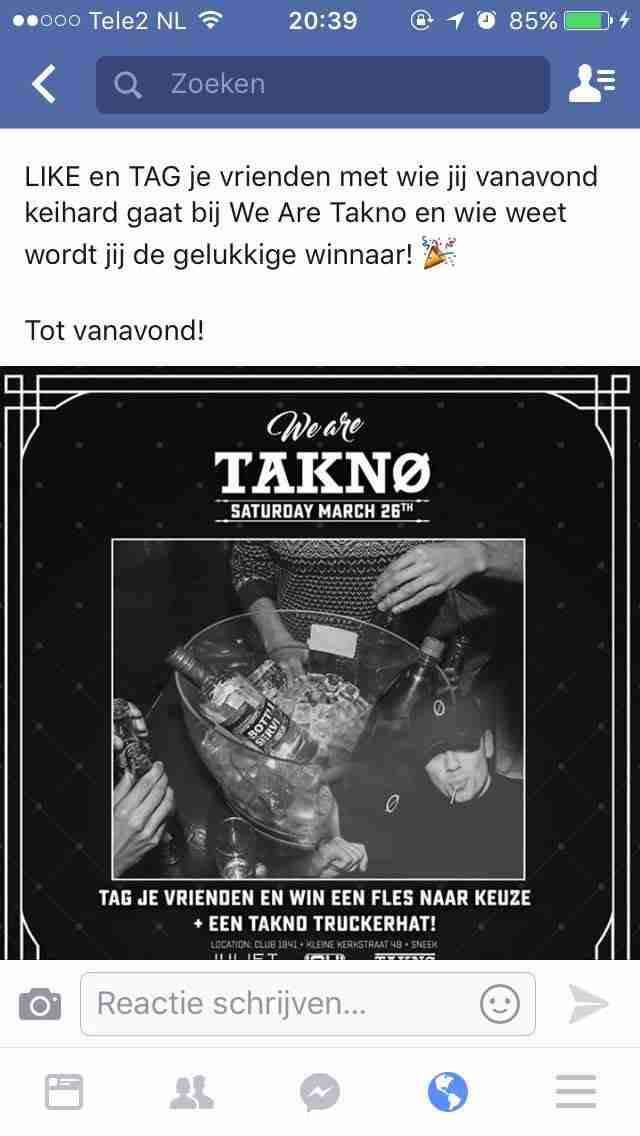 Tele2 NL 20:39 85%
Zoeken
LIKE en TAG je vrienden met wie jij vanavond
keihard gaat bij We Are Takno en wie weet
wordt jij de gelukkige winnaar! 🎉
Tot vanavond!
We are
TAKNØ
SATURDAY MARCH 26TH
BOTTL
SERVI
Ø
Ø
TAG JE VRIENDEN EN WIN EEN FLES NAAR KEUZE
+ EEN TAKNO TRUCKERHAT!
LOCATION: CLUB 1841 • KLEINE KERKSTRAAT 4B • SNEEK
Reactie schrijven...